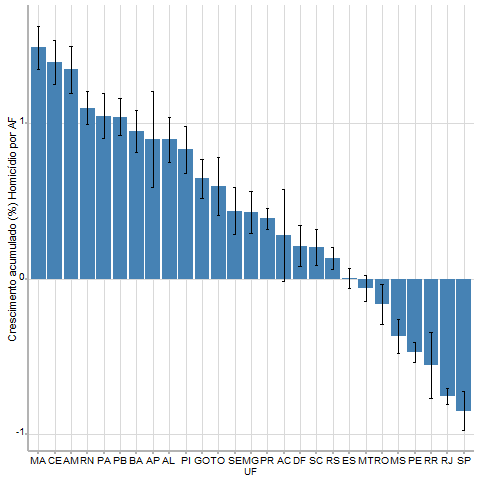 Crescimento acumulado (%) Homicídio por AF
1
0
-1
MA CE AM RN PA PB BA AP AL PI GO TO SE MG PR AC DF SC RS ES MT RO MS PE RR RJ SP
UF